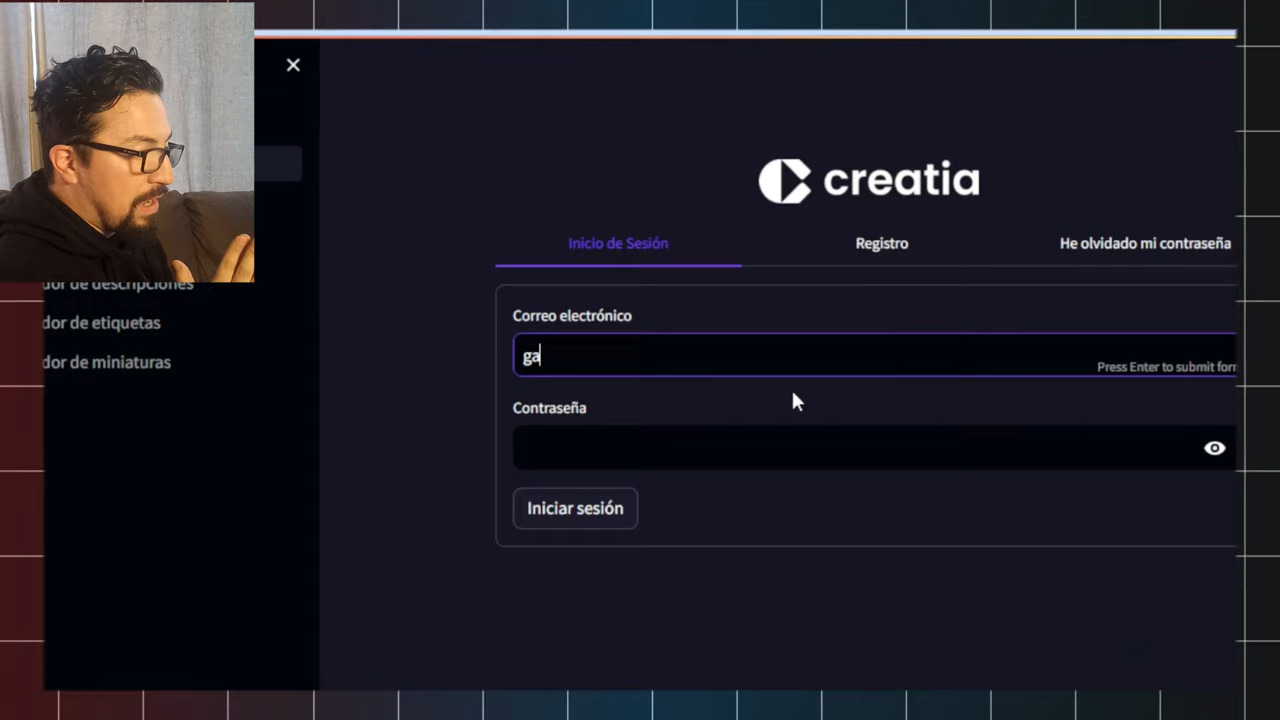 creatia
Inicio de Sesión Registro He olvidado mi contraseña
Correo electrónico
ga
Press Enter to submit for
Contraseña
Iniciar sesión
dor de descripciones
dor de etiquetas
dor de miniaturas